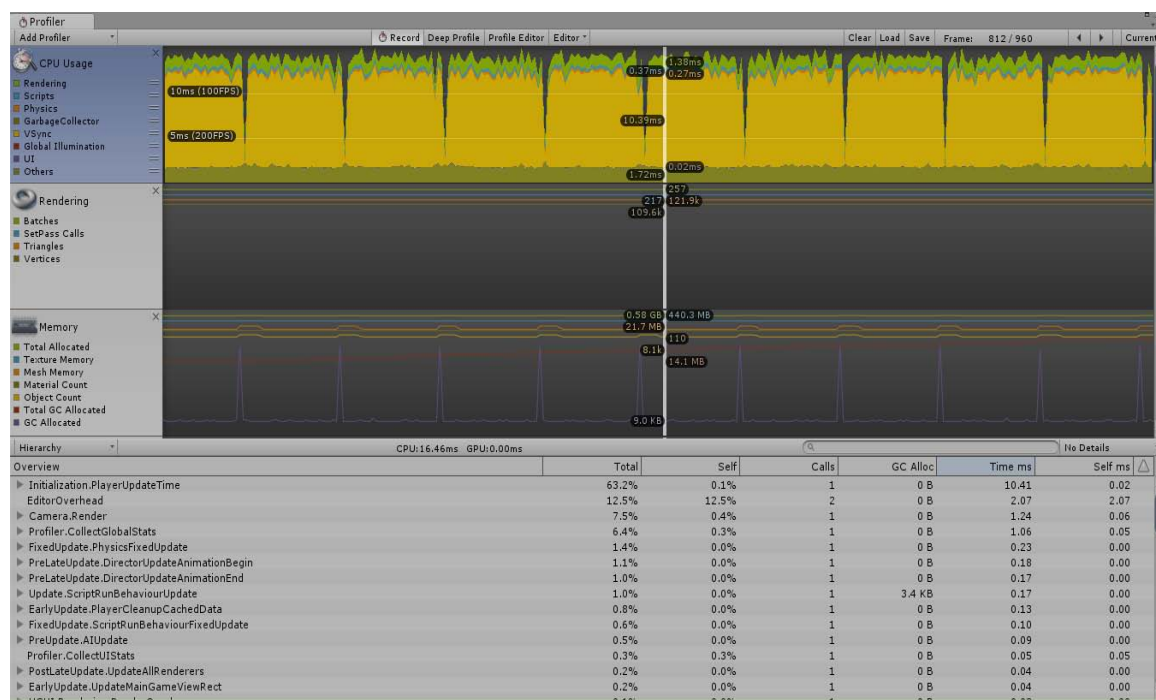 Profiler
Add Profiler Record Deep Profile Profile Editor Editor Clear Load Save Frame: 812 / 960 Current
CPU Usage
Rendering
Scripts
Physics
GarbageCollector
VSync
Global Illumination
UI
Others
10ms (100FPS)
5ms (200FPS)
1.38ms
0.37ms 0.27ms
10.39ms
0.02ms
1.72ms
Rendering
Batches
SetPass Calls
Triangles
Vertices
257
217 121.9k
109.6k
Memory
Total Allocated
Texture Memory
Mesh Memory
Material Count
Object Count
Total GC Allocated
GC Allocated
0.58 GB 440.3 MB
21.7 MB
110
8.1k
14.1 MB
9.0 KB
Hierarchy CPU:16.46ms GPU:0.00ms No Details
Overview Total Self Calls GC Alloc Time ms Self ms
Initialization.PlayerUpdateTime 63.2% 0.1% 1 0 B 10.41 0.02
EditorOverhead 12.5% 12.5% 2 0 B 2.07 2.07
Camera.Render 7.5% 0.4% 1 0 B 1.24 0.06
Profiler.CollectGlobalStats 6.4% 0.3% 1 0 B 1.06 0.05
FixedUpdate.PhysicsFixedUpdate 1.4% 0.0% 1 0 B 0.23 0.00
PreLateUpdate.DirectorUpdateAnimationBegin 1.1% 0.0% 1 0 B 0.18 0.00
PreLateUpdate.DirectorUpdateAnimationEnd 1.0% 0.0% 1 0 B 0.17 0.00
Update.ScriptRunBehaviourUpdate 1.0% 0.0% 1 3.4 KB 0.17 0.00
EarlyUpdate.PlayerCleanupCachedData 0.8% 0.0% 1 0 B 0.13 0.00
FixedUpdate.ScriptRunBehaviourFixedUpdate 0.6% 0.0% 1 0 B 0.10 0.00
PreUpdate.AIUpdate 0.5% 0.0% 1 0 B 0.09 0.00
Profiler.CollectUIStats 0.3% 0.3% 1 0 B 0.05 0.05
PostLateUpdate.UpdateAllRenderers 0.2% 0.0% 1 0 B 0.04 0.00
EarlyUpdate.UpdateMainGameViewRect 0.2% 0.0% 1 0 B 0.04 0.00